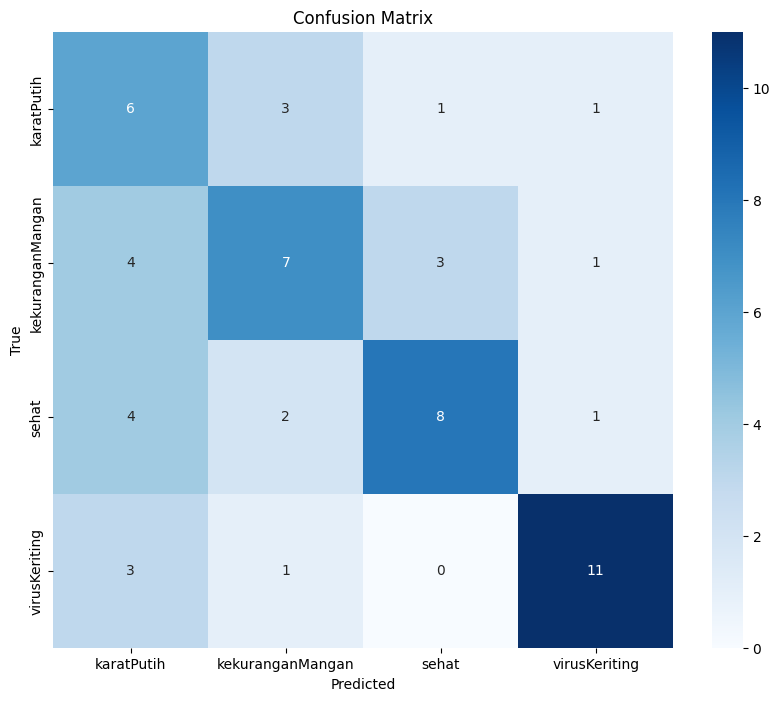 Confusion Matrix
karatPutih
6 3 1 1
kekuranganMangan
4 7 3 1
sehat
4 2 8 1
virusKeriting
3 1 0 11
True
karatPutih kekuranganMangan sehat virusKeriting
Predicted
10
8
6
4
2
0